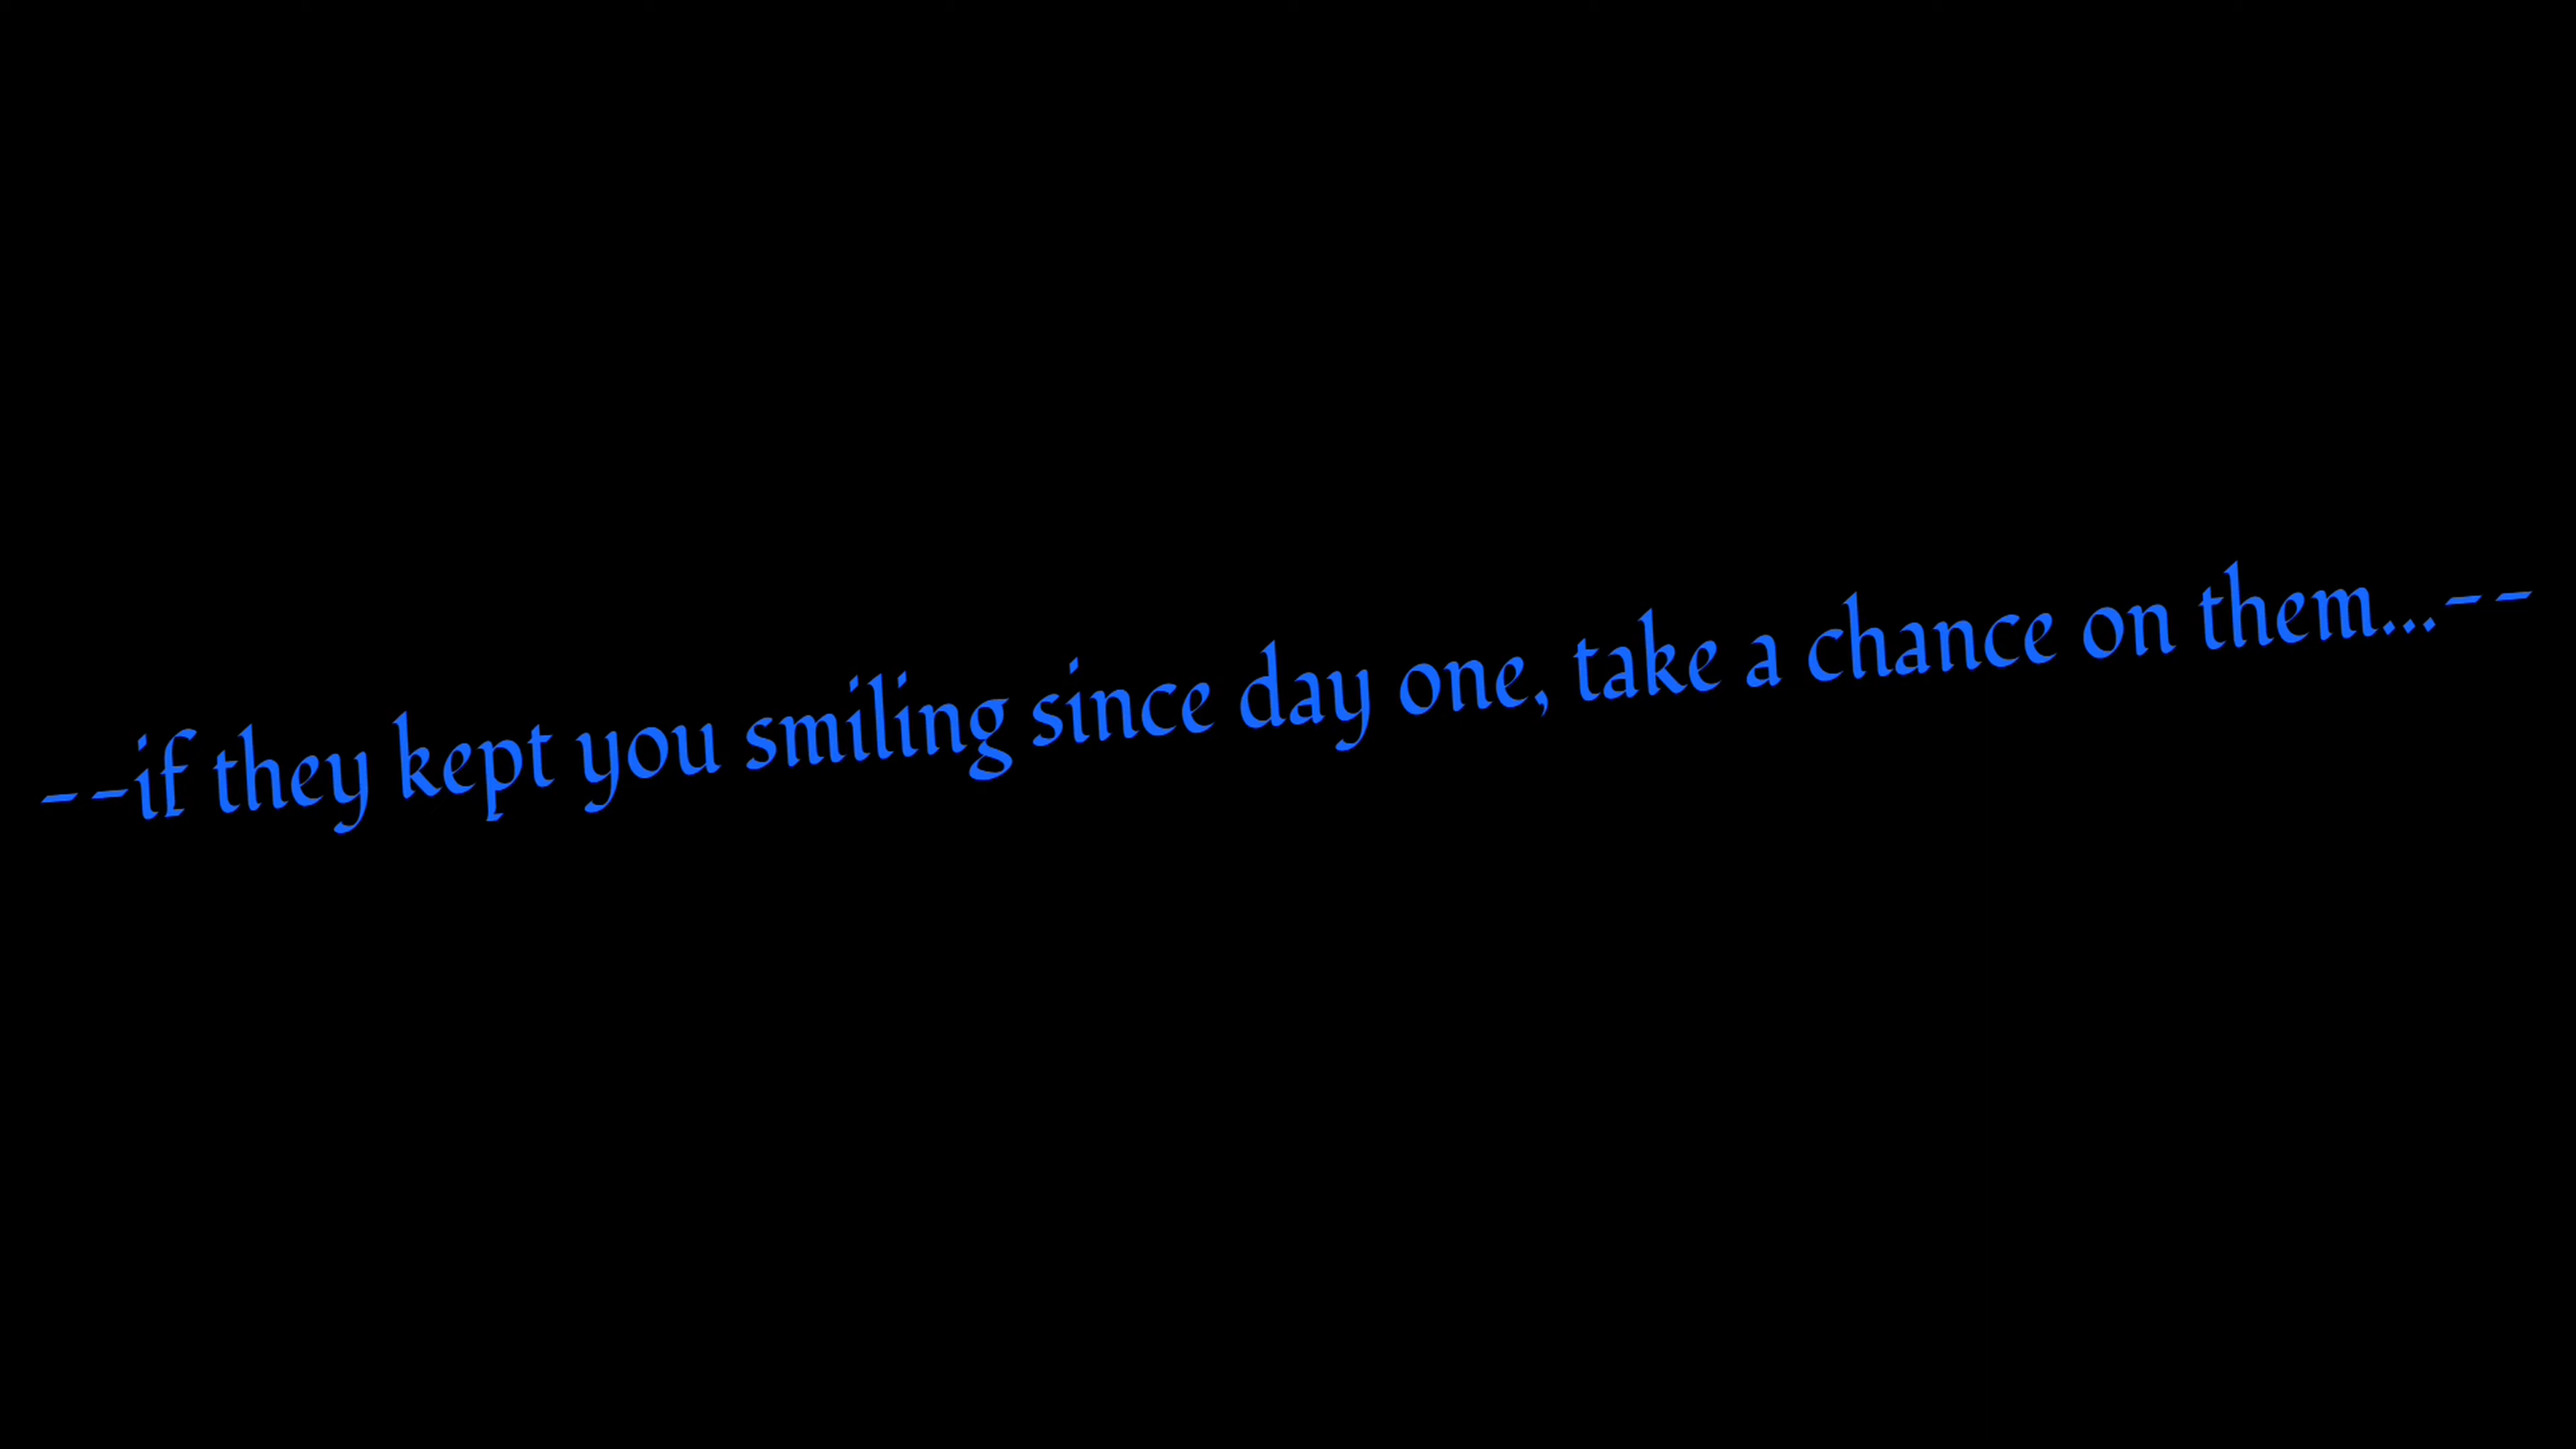 --if they kept you smiling since day one, take a chance on them...--